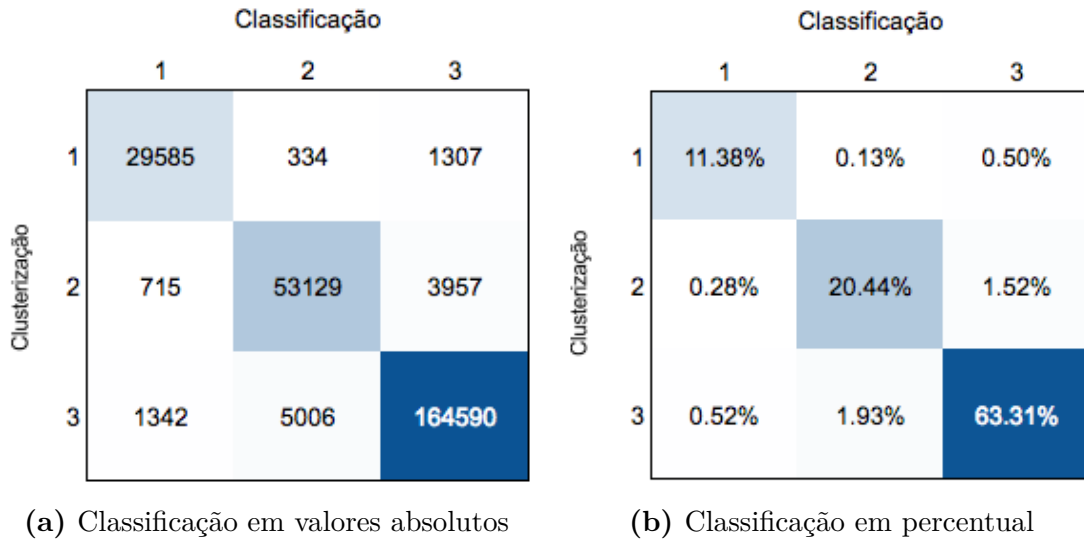 Classificação
1 2 3
1 29585 334 1307
2 715 53129 3957
3 1342 5006 164590
Clusterização
(a) Classificação em valores absolutos
Classificação
1 2 3
1 11.38% 0.13% 0.50%
2 0.28% 20.44% 1.52%
3 0.52% 1.93% 63.31%
Clusterização
(b) Classificação em percentual